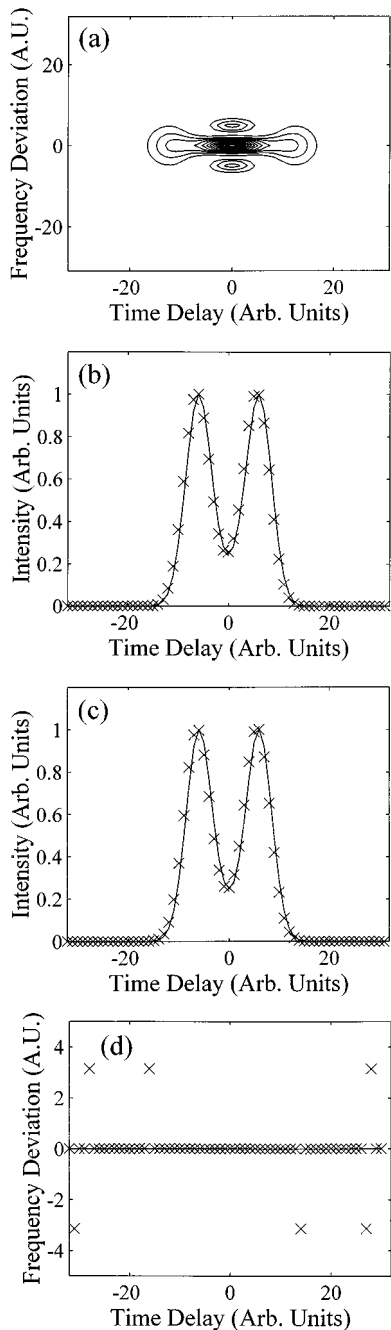 (a)
Frequency Deviation (A.U.)
20
0
-20
-20
0
20
Time Delay (Arb. Units)
(b)
Intensity (Arb. Units)
1
0.8
0.6
0.4
0.2
0
-20
0
20
Time Delay (Arb. Units)
(c)
Intensity (Arb. Units)
1
0.8
0.6
0.4
0.2
0
-20
0
20
Time Delay (Arb. Units)
(d)
Frequency Deviation (A.U.)
4
2
0
-2
-4
-20
0
20
Time Delay (Arb. Units)